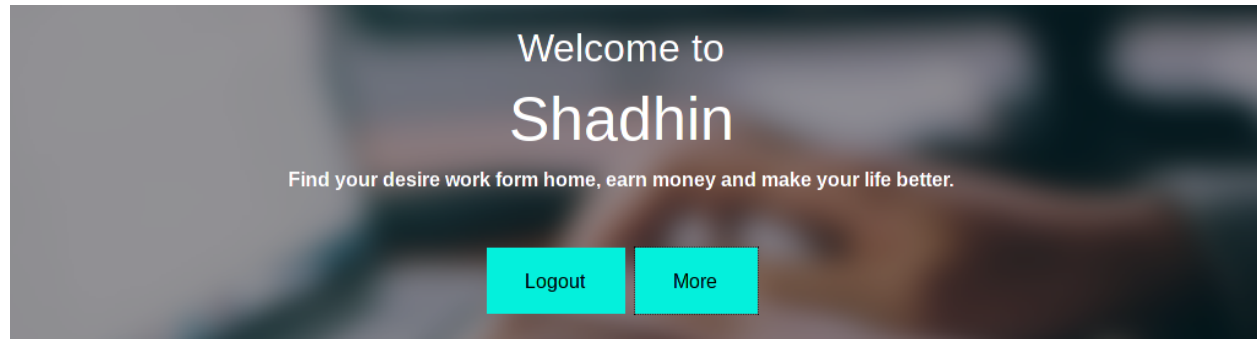 Welcome to
Shadhin
Find your desire work form home, earn money and make your life better.
Logout More